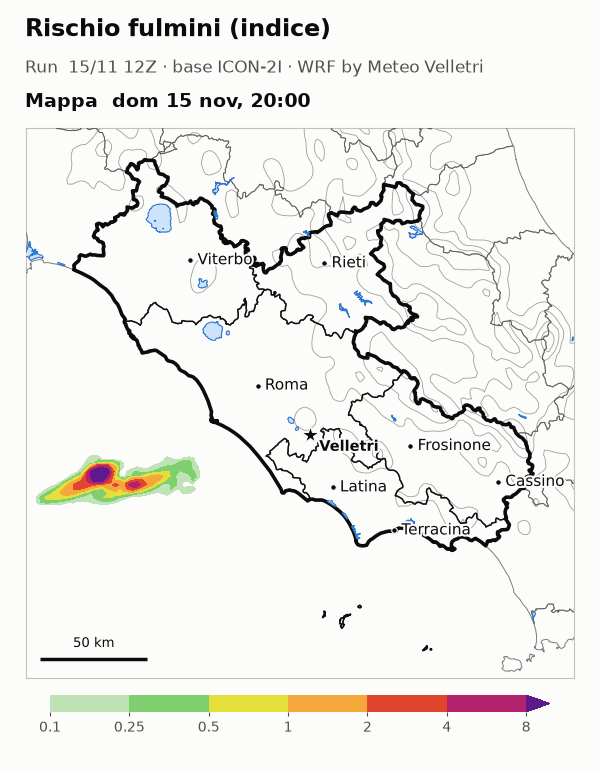 Rischio fulmini (indice)
Run  15/11 12Z · base ICON-2I · WRF by Meteo Velletri
Mappa  dom 15 nov, 20:00
Viterbo
Rieti
Roma
Velletri
Frosinone
Cassino
Latina
Terracina
50 km
0.1 0.25 0.5 1 2 4 8